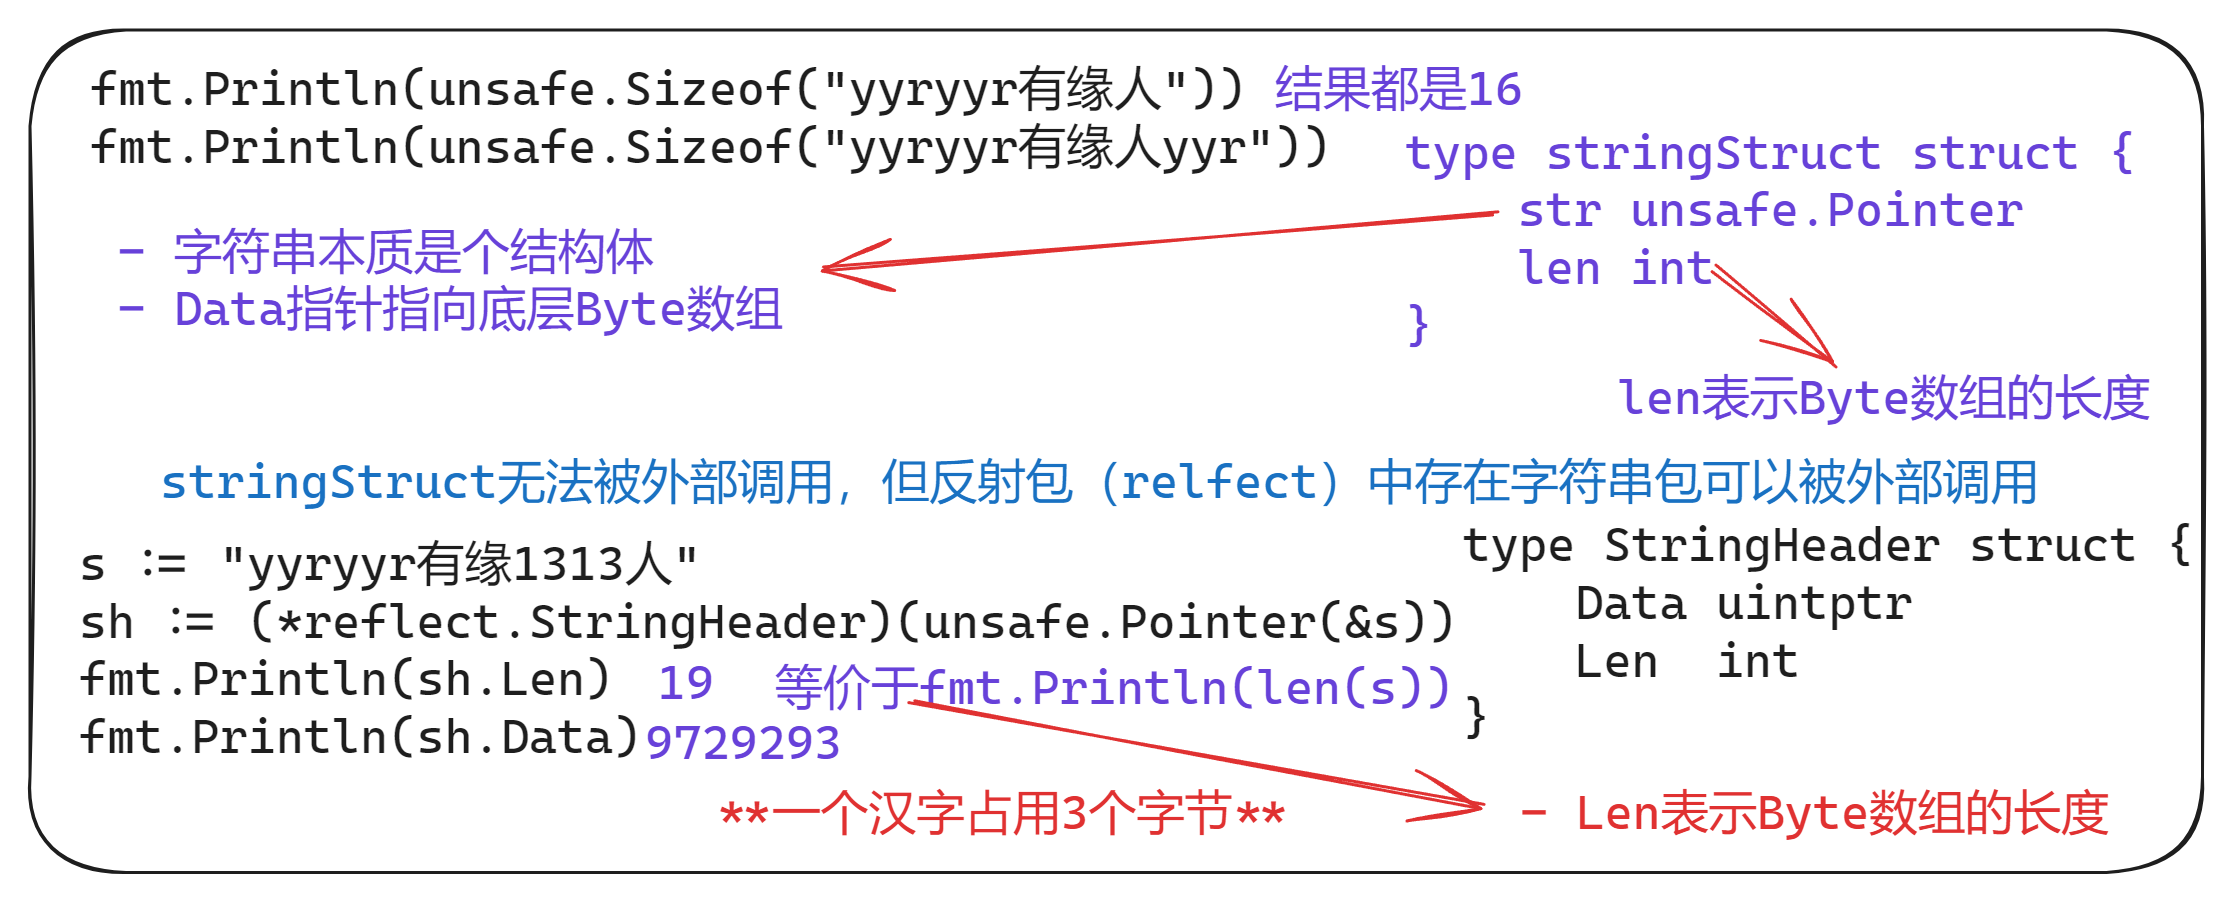 fmt.Println(unsafe.Sizeof("yyryyr有缘人")) 结果都是16
fmt.Println(unsafe.Sizeof("yyryyr有缘人yyr"))
type stringStruct struct {
    str unsafe.Pointer
    len int
}
- 字符串本质是个结构体
- Data指针指向底层Byte数组
len表示Byte数组的长度
stringStruct无法被外部调用，但反射包（relfect）中存在字符串包可以被外部调用
s := "yyryyr有缘1313人"
sh := (*reflect.StringHeader)(unsafe.Pointer(&s))
fmt.Println(sh.Len) 19 等价于fmt.Println(len(s))
fmt.Println(sh.Data) 9729293
type StringHeader struct {
    Data uintptr
    Len  int
}
**一个汉字占用3个字节**
- Len表示Byte数组的长度